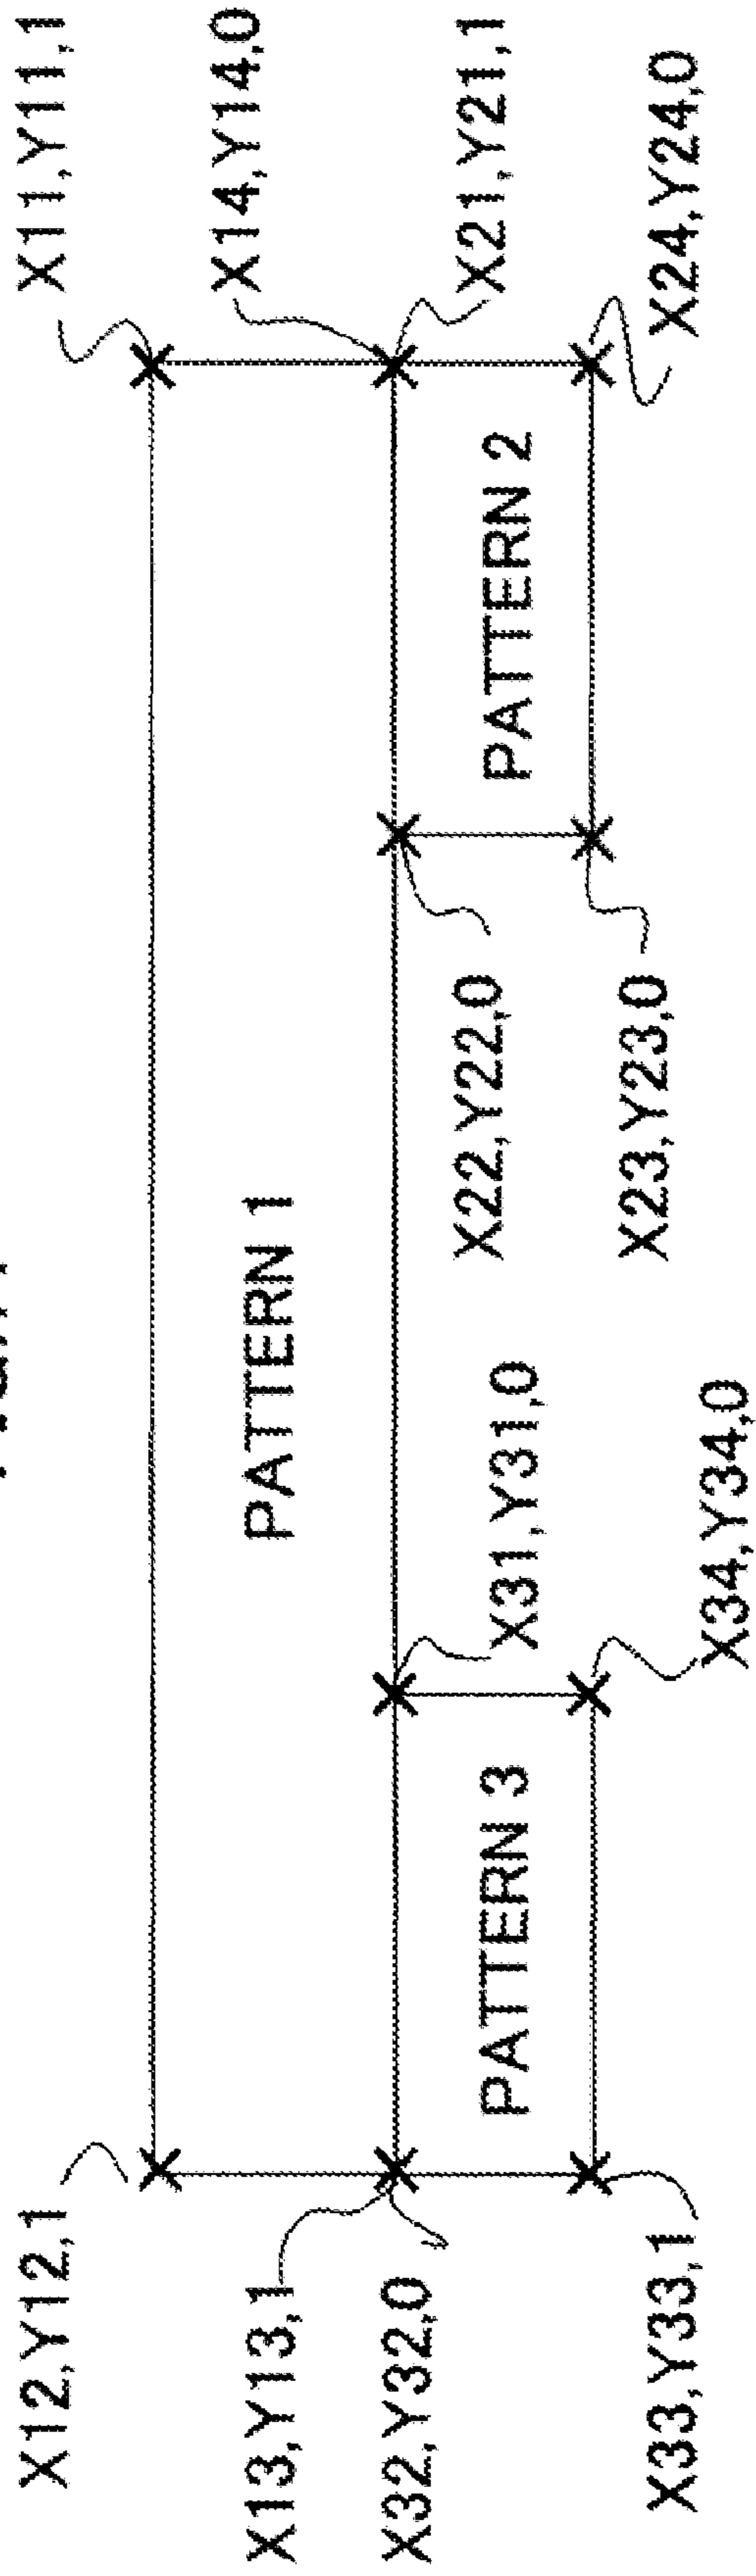 X12,Y12,1
X11,Y11,1
X13,Y13,1
PATTERN 1
X14,Y14,0
X32,Y32,0
X31,Y31,0
X22,Y22,0
X21,Y21,1
PATTERN 3
PATTERN 2
X33,Y33,1
X34,Y34,0
X23,Y23,0
X24,Y24,0